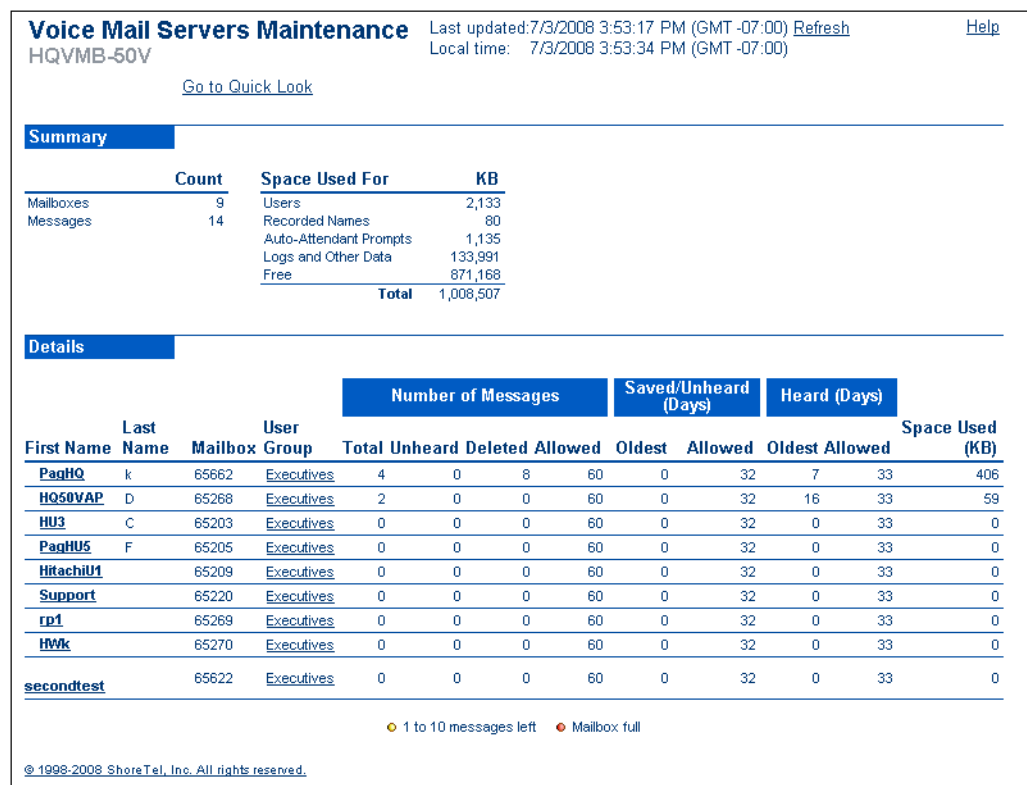 Voice Mail Servers Maintenance
HQVMB-50V
Last updated:7/3/2008 3:53:17 PM (GMT -07:00) Refresh
Local time: 7/3/2008 3:53:34 PM (GMT -07:00)
Help
Go to Quick Look
Summary
Count
Mailboxes 9
Messages 14
Space Used For KB
Users 2,133
Recorded Names 80
Auto-Attendant Prompts 1,135
Logs and Other Data 133,991
Free 871,168
Total 1,008,507
Details
Number of Messages Saved/Unheard (Days) Heard (Days)
First Name Last Name Mailbox User Group Total Unheard Deleted Allowed Oldest Allowed Oldest Allowed Space Used (KB)
PagHQ k 65662 Executives 4 0 8 60 0 32 7 33 406
HQ50VAP D 65268 Executives 2 0 0 60 0 32 16 33 59
HU3 C 65203 Executives 0 0 0 60 0 32 0 33 0
PagHU5 F 65205 Executives 0 0 0 60 0 32 0 33 0
HitachiU1 65209 Executives 0 0 0 60 0 32 0 33 0
Support 65220 Executives 0 0 0 60 0 32 0 33 0
rp1 65269 Executives 0 0 0 60 0 32 0 33 0
HWk 65270 Executives 0 0 0 60 0 32 0 33 0
secondtest 65622 Executives 0 0 0 60 0 32 0 33 0
1 to 10 messages left Mailbox full
© 1998-2008 ShoreTel, Inc. All rights reserved.